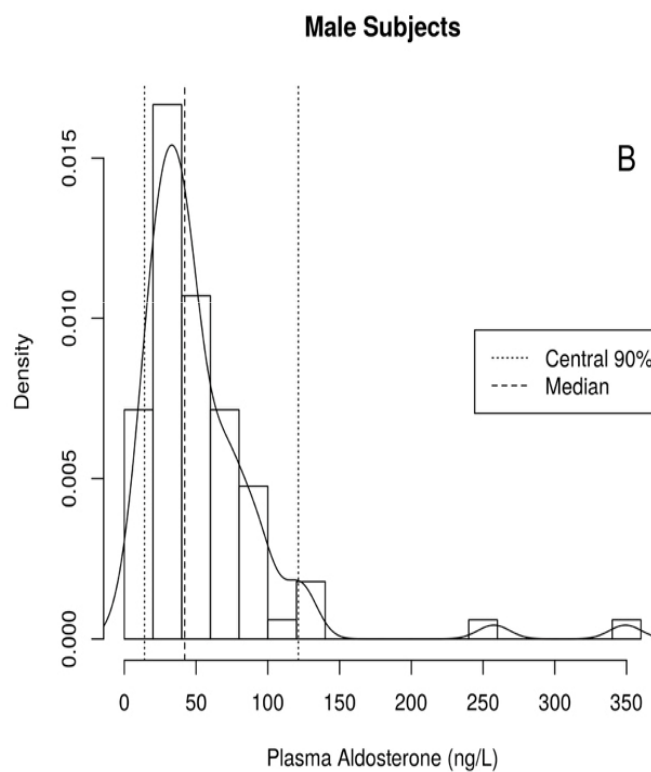 Male Subjects
B
0.015
0.010
0.005
0.000
Density
Central 90%
Median
0 50 100 150 200 250 300 350
Plasma Aldosterone (ng/L)